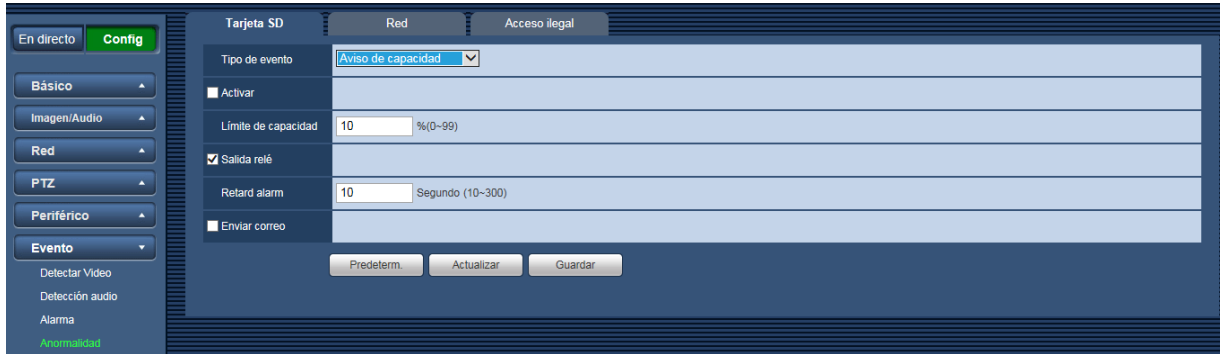 Tarjeta SD Red Acceso ilegal
En directo Config
Tipo de evento Aviso de capacidad
Básico
Activar
Imagen/Audio
Límite de capacidad 10 %(0~99)
Red
Salida relé
PTZ
Retard alarm 10 Segundo (10~300)
Periférico
Enviar correo
Evento
Predeterm. Actualizar Guardar
Detectar Video
Detección audio
Alarma
Anormalidad